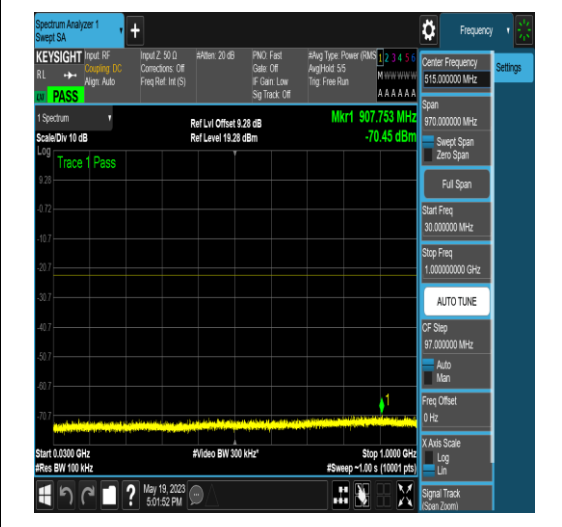 Spectrum Analyzer 1
Swept SA
+
Frequency
KEYSIGHT
RL
PASS
Input: RF
Coupling: DC
Align: Auto
Input Z: 50 Ω
Corrections: Off
Freq Ref: Int (S)
#Atten: 20 dB
PNO: Fast
Gate: Off
IF Gain: Low
Sig Track: Off
#Avg Type: Power (RMS
Avg|Hold: 5/5
Trig: Free Run
1 2 3 4 5 6
M W W W W W
A A A A A A
Settings
1 Spectrum
Scale/Div 10 dB
Ref Lvl Offset 9.28 dB
Ref Level 19.28 dBm
Mkr1 907.753 MHz
-70.45 dBm
Log
Trace 1 Pass
9.28
-0.72
-10.7
-20.7
-30.7
-40.7
-50.7
-60.7
-70.7
1
Start 0.0300 GHz
#Res BW 100 kHz
#Video BW 300 kHz*
Stop 1.0000 GHz
#Sweep ~1.00 s (10001 pts)
May 19, 2023
5:01:52 PM
?
Center Frequency
515.000000 MHz
Span
970.000000 MHz
Swept Span
Zero Span
Full Span
Start Freq
30.000000 MHz
Stop Freq
1.000000000 GHz
AUTO TUNE
CF Step
97.000000 MHz
Auto
Man
Freq Offset
0 Hz
X Axis Scale
Log
Lin
Signal Track
(Span Zoom)